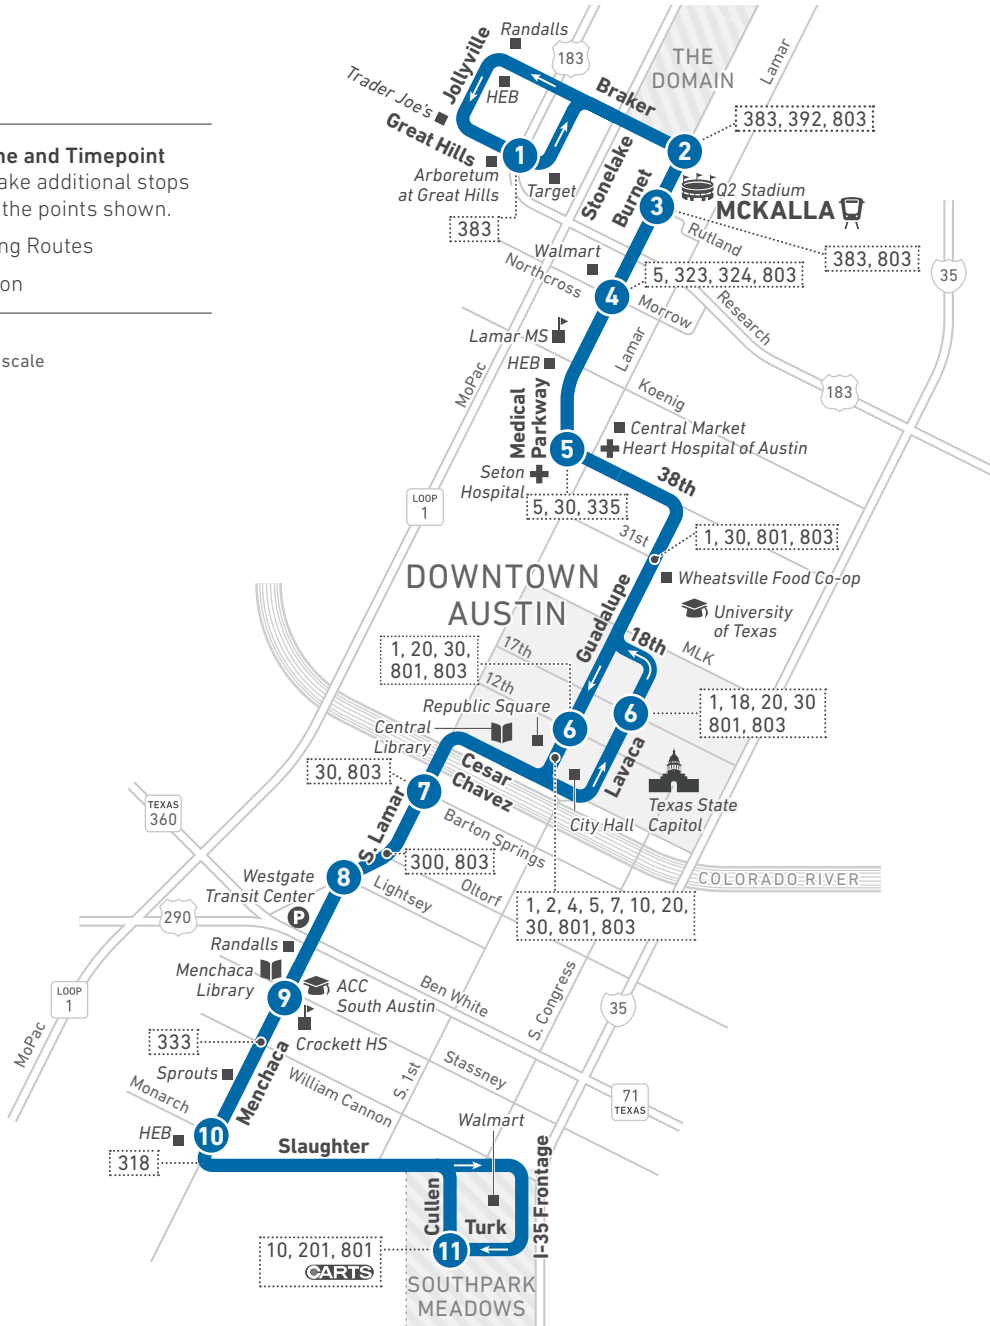 Randalls
183
THE
DOMAIN
Lamar
Jollyville
Trader Joe's
HEB
Braker
Great Hills
383, 392, 803
ne and Timepoint
ake additional stops
the points shown.
ng Routes
on
scale
1
2
Arboretum
at Great Hills
Target
Stonelake
Burnet
Q2 Stadium
MCKALLA
3
383
Rutland
383, 803
Walmart
Northcross
5, 323, 324, 803
35
4
Morrow
Research
Lamar MS
Lamar
HEB
MoPac
Koenig
183
Medical
Parkway
Central Market
Heart Hospital of Austin
5
Seton
Hospital
38th
LOOP
1
5, 30, 335
31st
1, 30, 801, 803
DOWNTOWN
AUSTIN
Wheatsville Food Co-op
Guadalupe
University
of Texas
17th
18th
MLK
1, 20, 30,
801, 803
12th
Republic Square
6
6
1, 18, 20, 30
801, 803
Central
Library
Cesar
Chavez
Lavaca
30, 803
7
Texas State
Capitol
TEXAS
360
S. Lamar
Barton Springs
City Hall
300, 803
Westgate
Transit Center
8
Lightsey
Oltorf
COLORADO RIVER
P
290
1, 2, 4, 5, 7, 10, 20,
30, 801, 803
Randalls
Menchaca
Library
9
ACC
South Austin
Ben White
S. Congress
LOOP
1
35
MoPac
333
Crockett HS
Menchaca
Sprouts
Stassney
S. 1st
William Cannon
Monarch
71
TEXAS
HEB
10
Walmart
318
Slaughter
I-35 Frontage
Cullen
Turk
10, 201, 801
CARTS
11
SOUTHPARK
MEADOWS